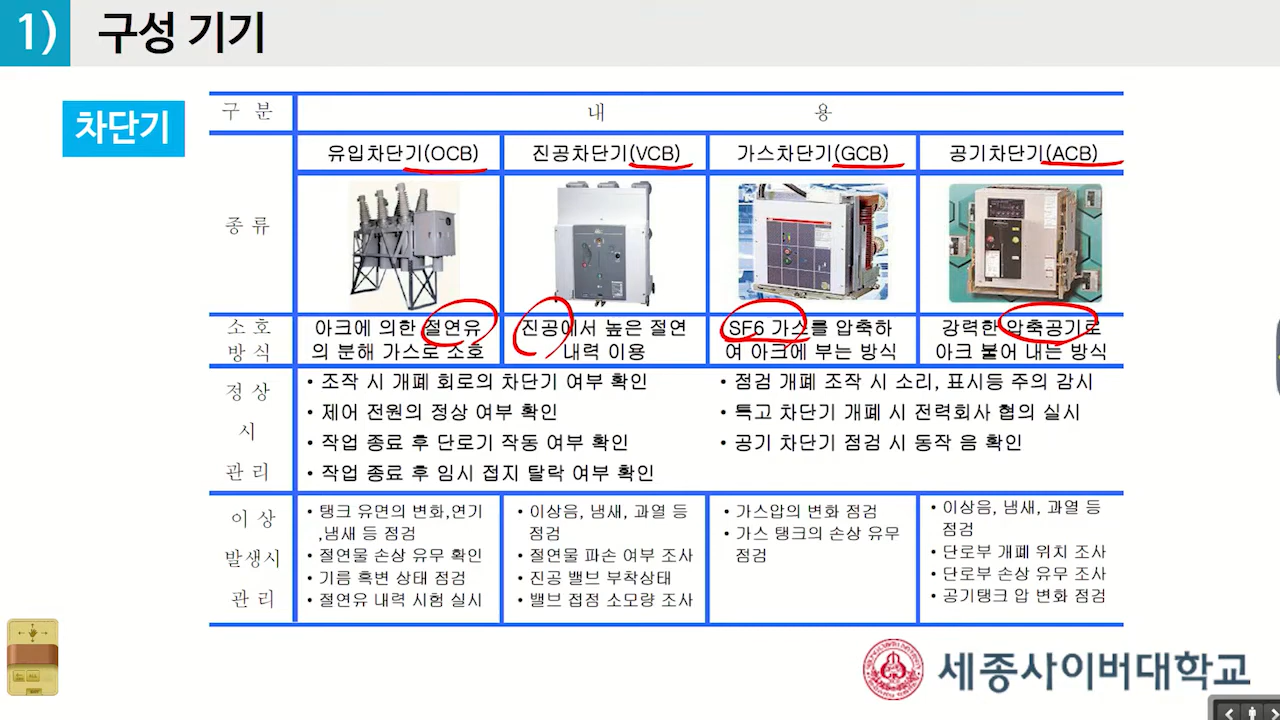 1) 구성 기기
차단기
구 분
내 용
유입차단기(OCB)
진공차단기(VCB)
가스차단기(GCB)
공기차단기(ACB)
종 류
소 호
방 식
아크에 의한 절연유
의 분해 가스로 소호
진공에서 높은 절연
내력 이용
SF6 가스를 압축하
여 아크에 부는 방식
강력한 압축공기로
아크 불어 내는 방식
정 상
시
관 리
• 조작 시 개폐 회로의 차단기 여부 확인
• 제어 전원의 정상 여부 확인
• 작업 종료 후 단로기 작동 여부 확인
• 작업 종료 후 임시 접지 탈락 여부 확인
• 점검 개폐 조작 시 소리, 표시등 주의 감시
• 특고 차단기 개폐 시 전력회사 협의 실시
• 공기 차단기 점검 시 동작 음 확인
이 상
발생시
관 리
• 탱크 유면의 변화,연기
,냄새 등 점검
• 절연물 손상 유무 확인
• 기름 흑변 상태 점검
• 절연유 내력 시험 실시
• 이상음, 냄새, 과열 등
점검
• 절연물 파손 여부 조사
• 진공 밸브 부착상태
• 밸브 접점 소모량 조사
• 가스압의 변화 점검
• 가스 탱크의 손상 유무
점검
• 이상음, 냄새, 과열 등
점검
• 단로부 개폐 위치 조사
• 단로부 손상 유무 조사
• 공기탱크 압 변화 점검
세종사이버대학교